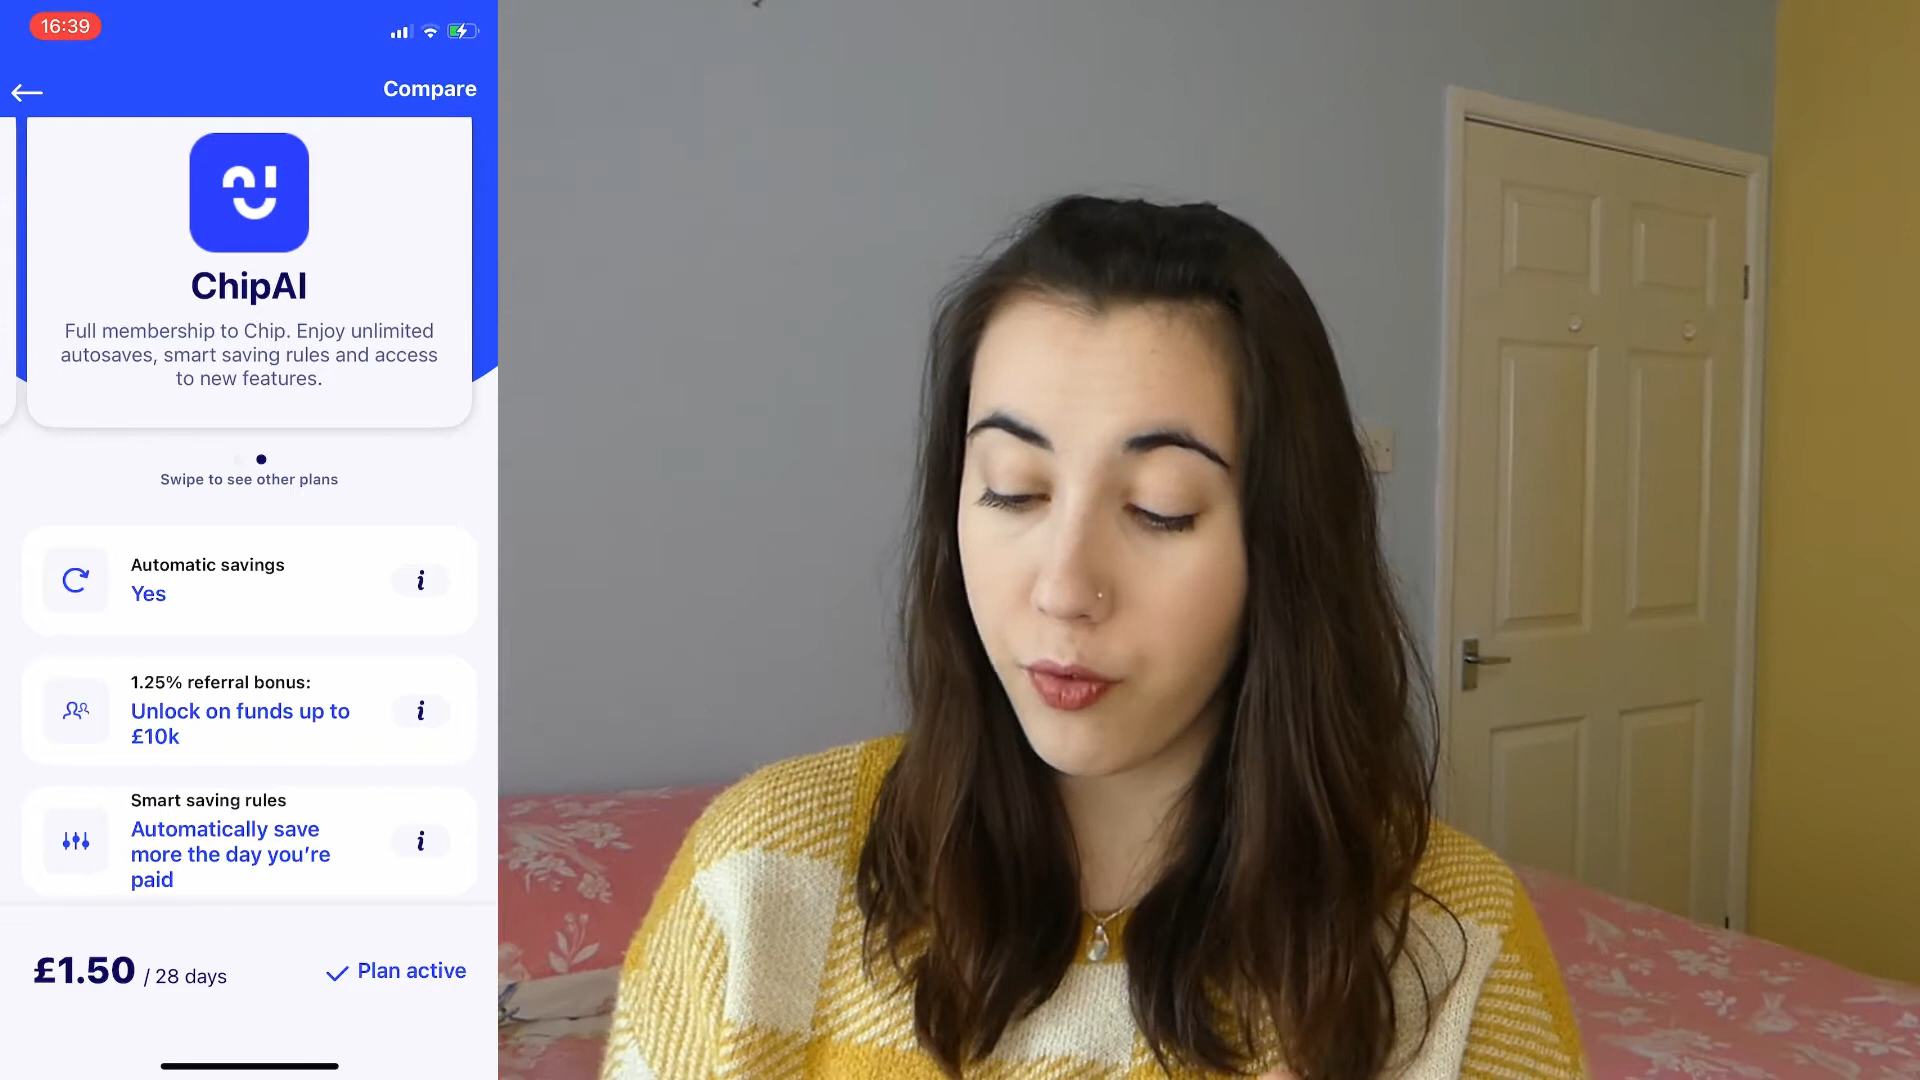 16:39
Compare
ChipAI
Full membership to Chip. Enjoy unlimited
autosaves, smart saving rules and access
to new features.
Swipe to see other plans
Automatic savings
Yes
i
1.25% referral bonus:
Unlock on funds up to
£10k
i
Smart saving rules
Automatically save
more the day you’re
paid
i
£1.50 / 28 days
Plan active